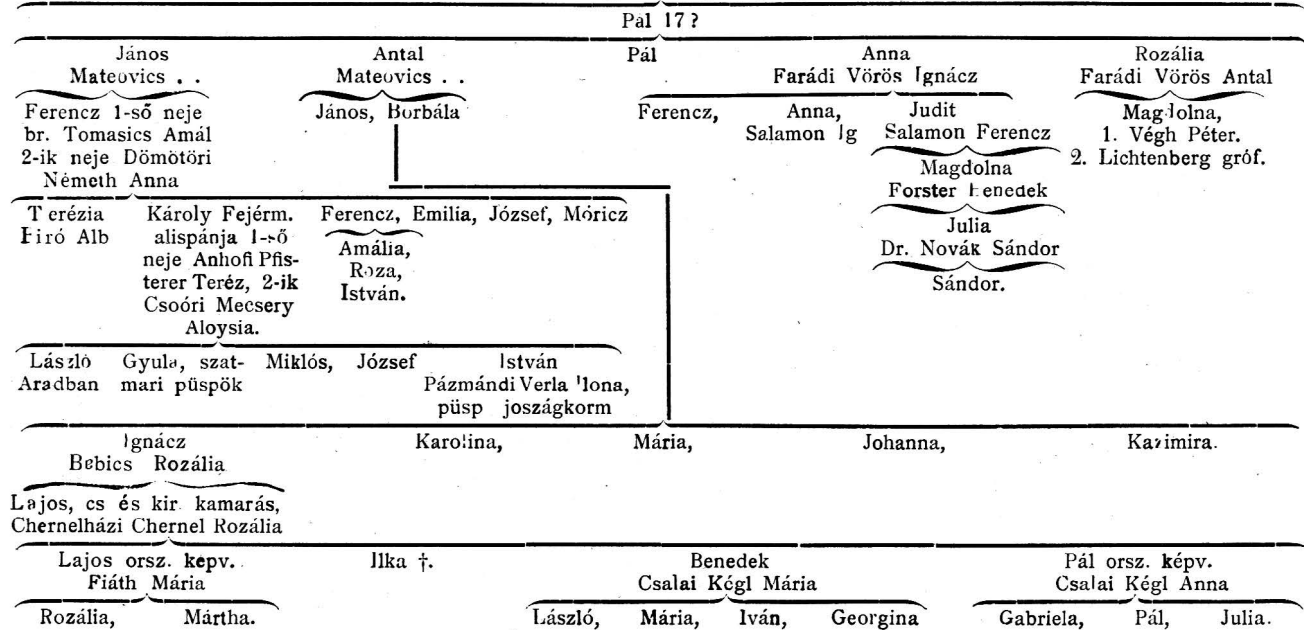 Pál 17?
János Antal Pál Anna Rozália
Mateovics . . Mateovics . . Farádi Vörös Ignácz Farádi Vörös Antal
Ferencz 1-ső neje János, Borbála Ferencz, Anna, Judit Magdolna,
br. Tomasics Amál Salamon Ig Salamon Ferencz 1. Végh Péter.
2-ik neje Dömötöri Magdolna 2. Lichtenberg gróf.
Németh Anna Forster Benedek
Terézia Károly Fejérm. Ferencz, Emilia, József, Móricz Julia
Biró Alb alispánja 1-ső Amália, Dr. Novák Sándor
neje Anhofi Pfis- Roza, Sándor.
terer Teréz, 2-ik István.
Csoóri Mecsery
Aloysia.
László Gyula, szat- Miklós, József István
Aradban mari püspök Pázmándi Verla Ilona,
püsp joszágkorm
Ignácz Karolina, Mária, Johanna, Kazimira.
Bebics Rozália
Lajos, cs és kir. kamarás,
Chernelházi Chernel Rozália
Lajos orsz. képv. Ilka †. Benedek Pál orsz. képv.
Fiáth Mária Csalai Kégl Mária Csalai Kégl Anna
Rozália, Mártha. László, Mária, Iván, Georgina Gabriela, Pál, Julia.